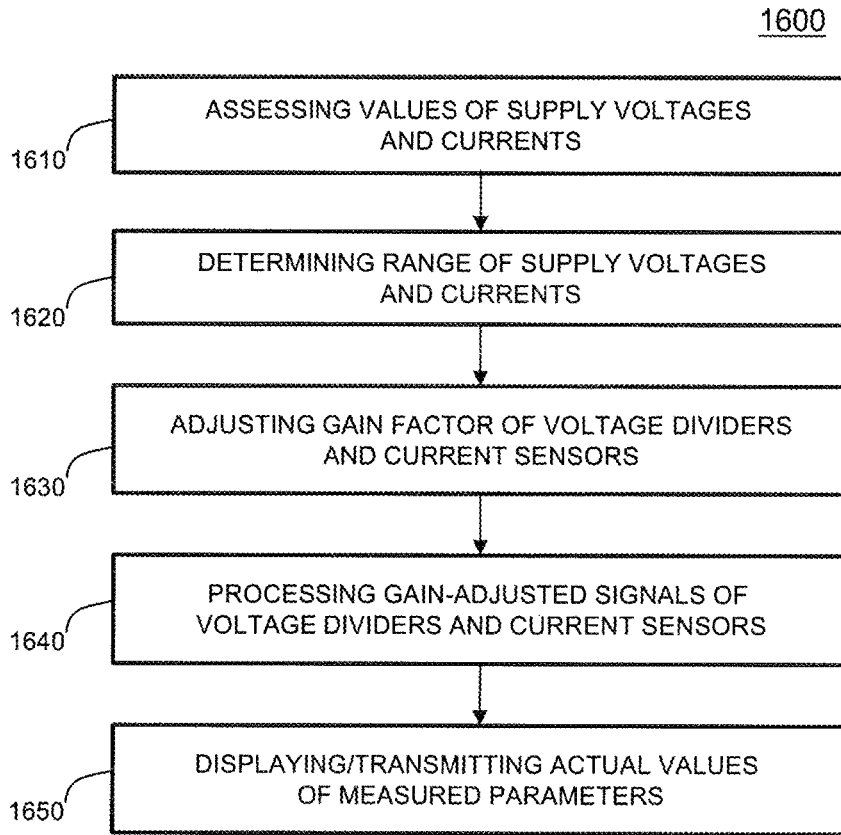 1600
ASSESSING VALUES OF SUPPLY VOLTAGES
AND CURRENTS
1610
DETERMINING RANGE OF SUPPLY VOLTAGES
AND CURRENTS
1620
ADJUSTING GAIN FACTOR OF VOLTAGE DIVIDERS
AND CURRENT SENSORS
1630
PROCESSING GAIN-ADJUSTED SIGNALS OF
VOLTAGE DIVIDERS AND CURRENT SENSORS
1640
DISPLAYING/TRANSMITTING ACTUAL VALUES
OF MEASURED PARAMETERS
1650